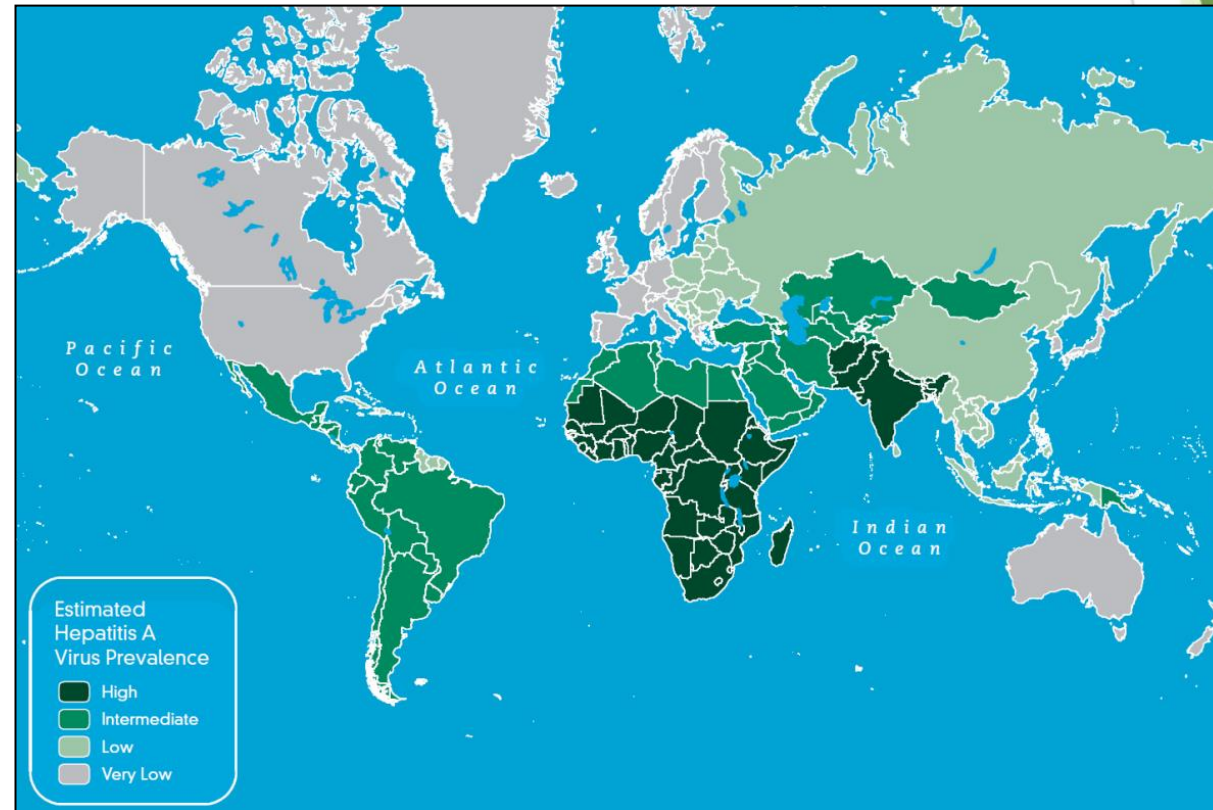 Pacific
Ocean
Atlantic
Ocean
Indian
Ocean
Estimated
Hepatitis A
Virus Prevalence
High
Intermediate
Low
Very Low